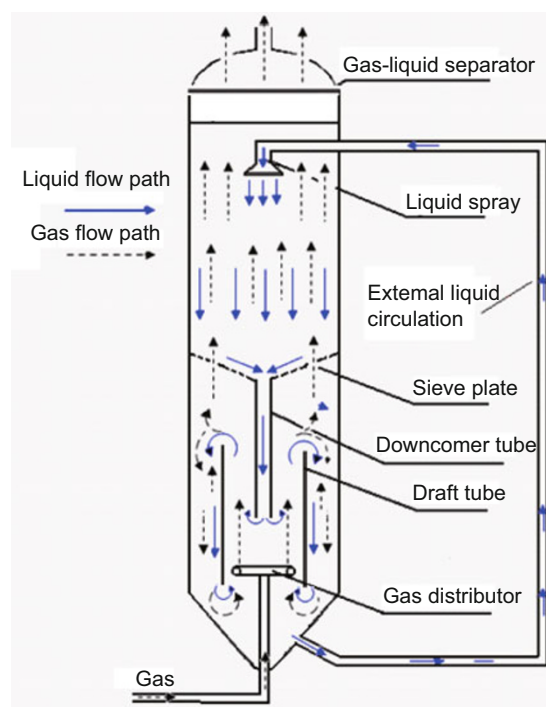 Gas-liquid separator
Liquid flow path
Liquid spray
Gas flow path
External liquid
circulation
Sieve plate
Downcomer tube
Draft tube
Gas distributor
Gas